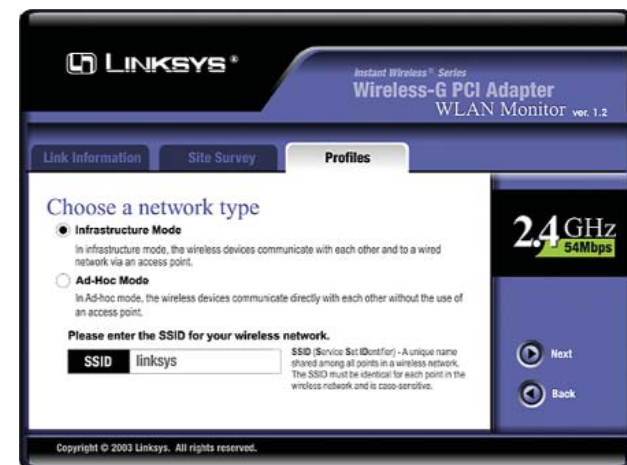 LINKSYS®
Instant Wireless® Series
Wireless-G PCI Adapter
WLAN Monitor ver. 1.2
Link Information
Site Survey
Profiles
Choose a network type
Infrastructure Mode
In infrastructure mode, the wireless devices communicate with each other and to a wired
network via an access point.
Ad-Hoc Mode
In Ad-hoc mode, the wireless devices communicate directly with each other without the use of
an access point.
Please enter the SSID for your wireless network.
SSID
linksys
SSID (Service Set IDentifier) - A unique name
shared among all points in a wireless network.
The SSID must be identical for each point in the
wireless network and is case-sensitive.
2.4 GHz
54Mbps
Next
Back
Copyright © 2003 Linksys. All rights reserved.